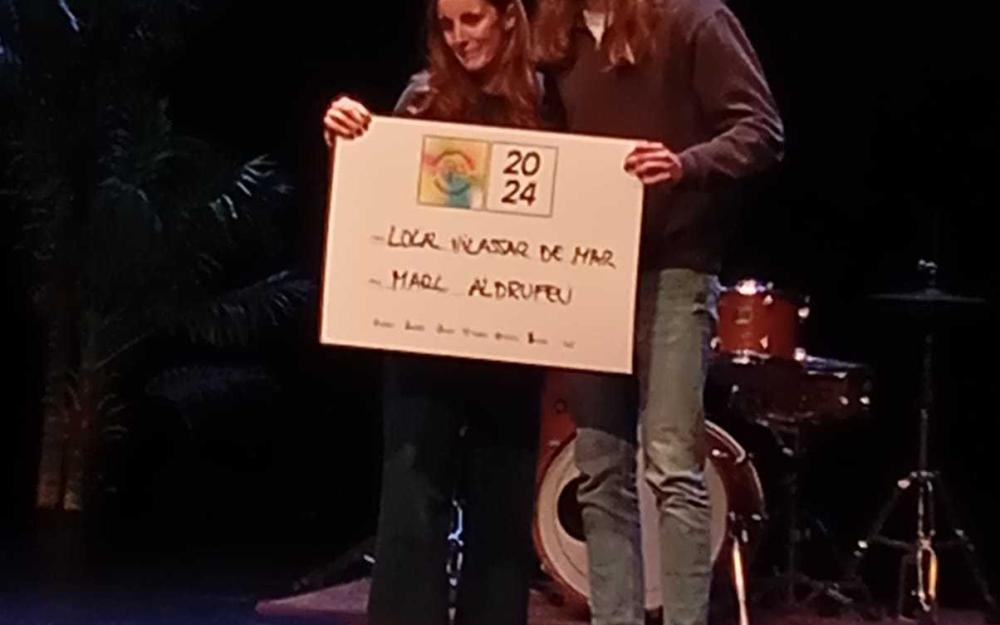 20
24
- LOCAL VILASSAR DE MAR
- MARC ALDRUFEU